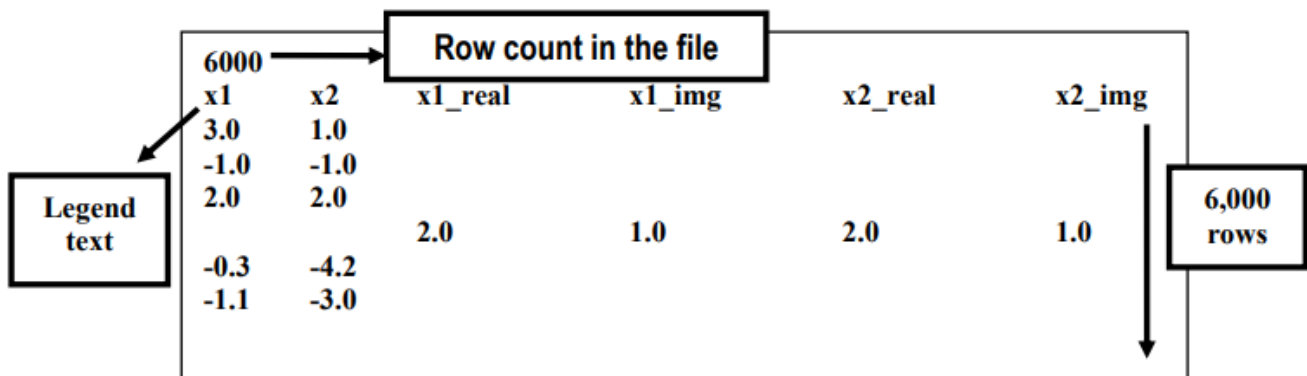 Row count in the file
6000
x1 x2 x1_real x1_img x2_real x2_img
3.0 1.0
-1.0 -1.0
2.0 2.0
2.0 1.0 2.0 1.0
-0.3 -4.2
-1.1 -3.0
Legend
text
6,000
rows